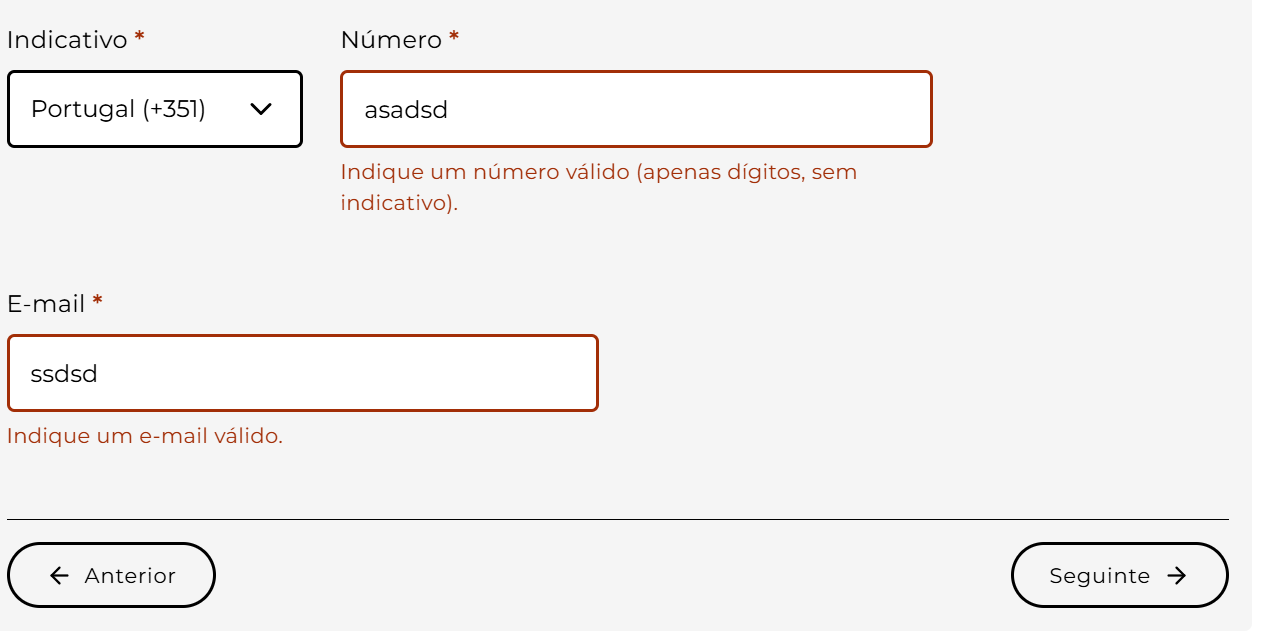 Indicativo *
Número *
Portugal (+351)
asadsd
Indique um número válido (apenas dígitos, sem
indicativo).
E-mail *
ssdsd
Indique um e-mail válido.
Anterior
Seguinte